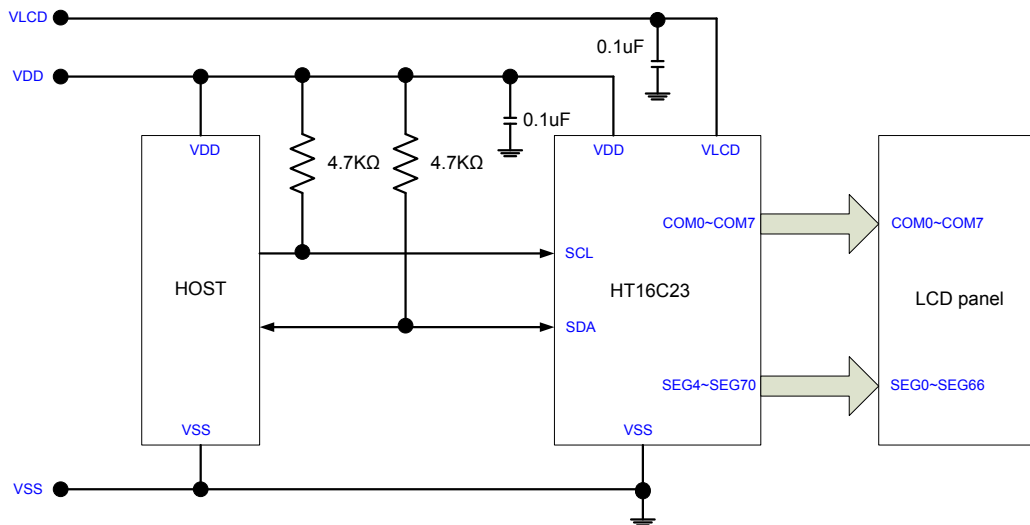 VLCD
0.1uF
VDD
0.1uF
VDD
4.7KΩ
4.7KΩ
VDD
VLCD
COM0~COM7
COM0~COM7
SCL
HOST
HT16C23
LCD panel
SDA
SEG4~SEG70
SEG0~SEG66
VSS
VSS
VSS